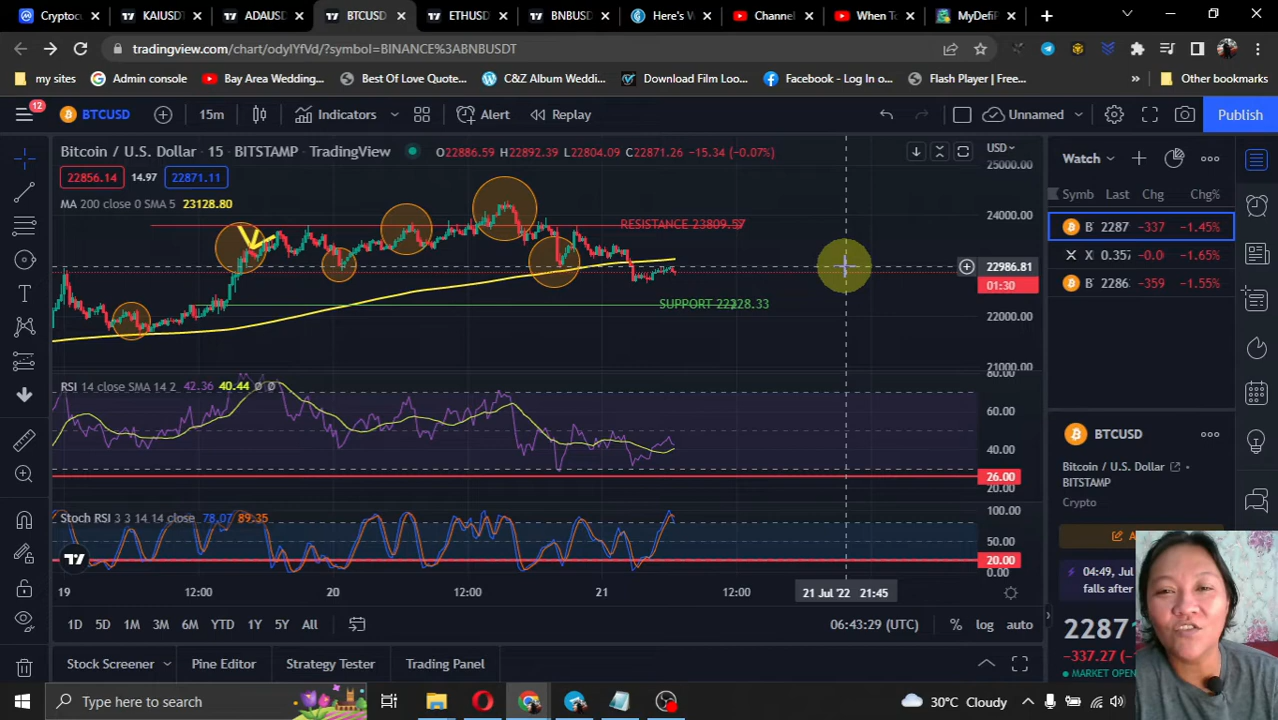 Cryptoc
KAIUSDT
ADAUSD
BTCUSD
ETHUSD
BNBUSD
Here's V
Channel
When To
MyDefiP
tradingview.com/chart/odylYfVd/?symbol=BINANCE%3ABNBUSDT
my sites
Admin console
Bay Area Wedding...
Best Of Love Quote...
C&Z Album Weddi...
Download Film Loo...
Facebook - Log In o...
Flash Player | Free...
Other bookmarks
12
BTCUSD
15m
Indicators
Alert
Replay
Unnamed
Publish
Bitcoin / U.S. Dollar · 15 · BITSTAMP · TradingView
O22886.59 H22892.39 L22804.09 C22871.26 −15.34 (−0.07%)
USD
22856.14
14.97
22871.11
MA 200 close 0 SMA 5 23128.80
25000.00
24000.00
RESISTANCE 23809.57
22986.81
01:30
SUPPORT 22228.33
22000.00
21000.00
RSI 14 close SMA 14 2 42.36 40.44 Ø Ø
80.00
60.00
40.00
26.00
20.00
Stoch RSI 3 3 14 14 close 78.07 89.35
100.00
50.00
20.00
0.00
19
12:00
20
12:00
21
12:00
21 Jul '22 21:45
1D
5D
1M
3M
6M
YTD
1Y
5Y
All
06:43:29 (UTC)
%
log
auto
Stock Screener
Pine Editor
Strategy Tester
Trading Panel
Watch
Symb
Last
Chg
Chg%
B
2287
−337
−1.45%
X
0.357
−0.0
−1.65%
B
2286
−359
−1.55%
BTCUSD
Bitcoin / U.S. Dollar
BITSTAMP
Crypto
04:49, Jul
falls after
2287
−337.27 (−
MARKET OPEN
Type here to search
30°C Cloudy